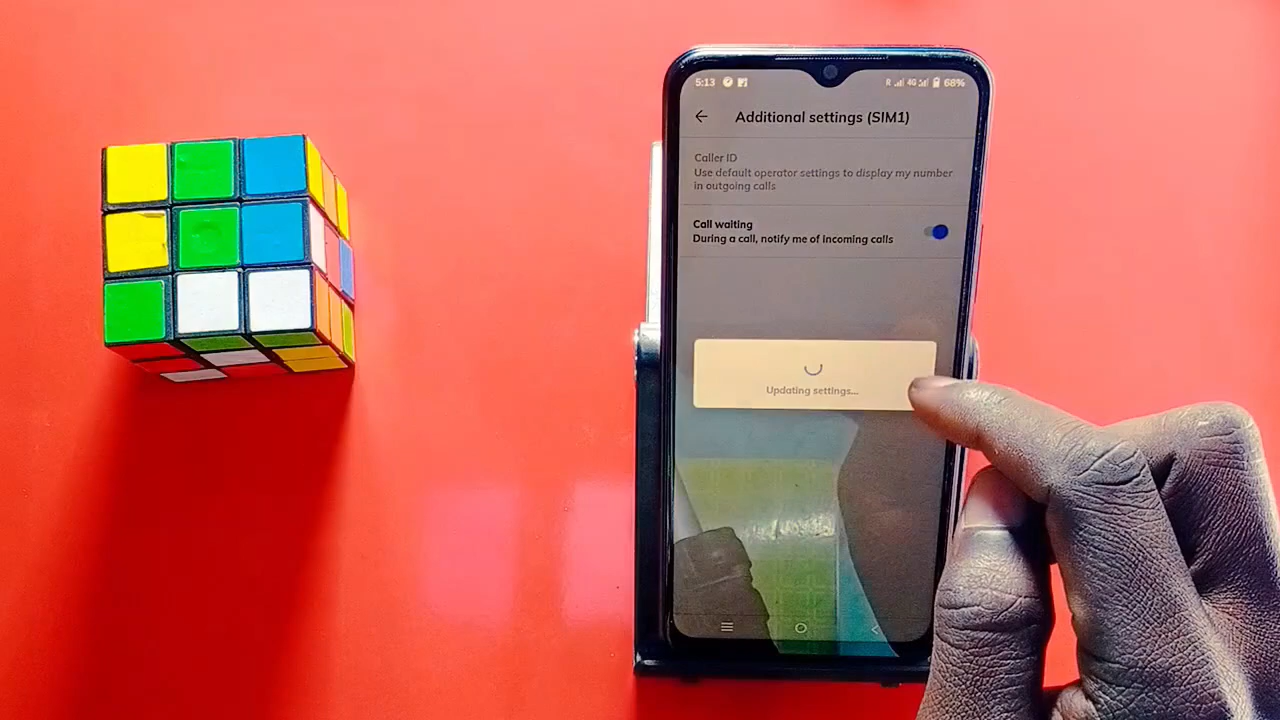 5:13 R 4G 68%
Additional settings (SIM1)
Caller ID
Use default operator settings to display my number
in outgoing calls
Call waiting
During a call, notify me of incoming calls
Updating settings...